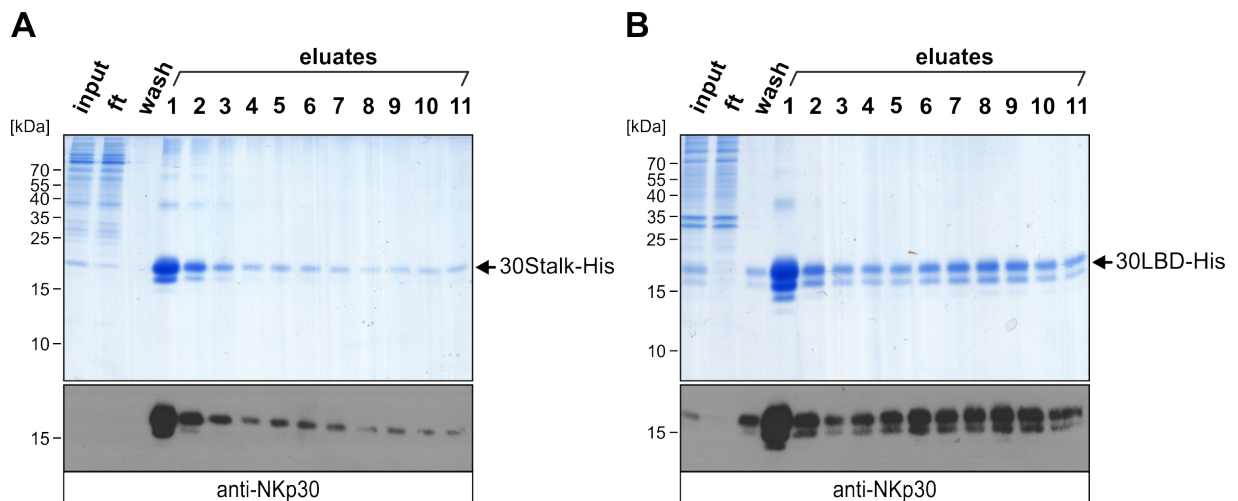 A
eluates
input ft wash 1 2 3 4 5 6 7 8 9 10 11
[kDa]
70
55
40
35
25
15
10
30Stalk-His
15
anti-NKp30
B
eluates
input ft wash 1 2 3 4 5 6 7 8 9 10 11
[kDa]
70
55
40
35
25
15
10
30LBD-His
15
anti-NKp30